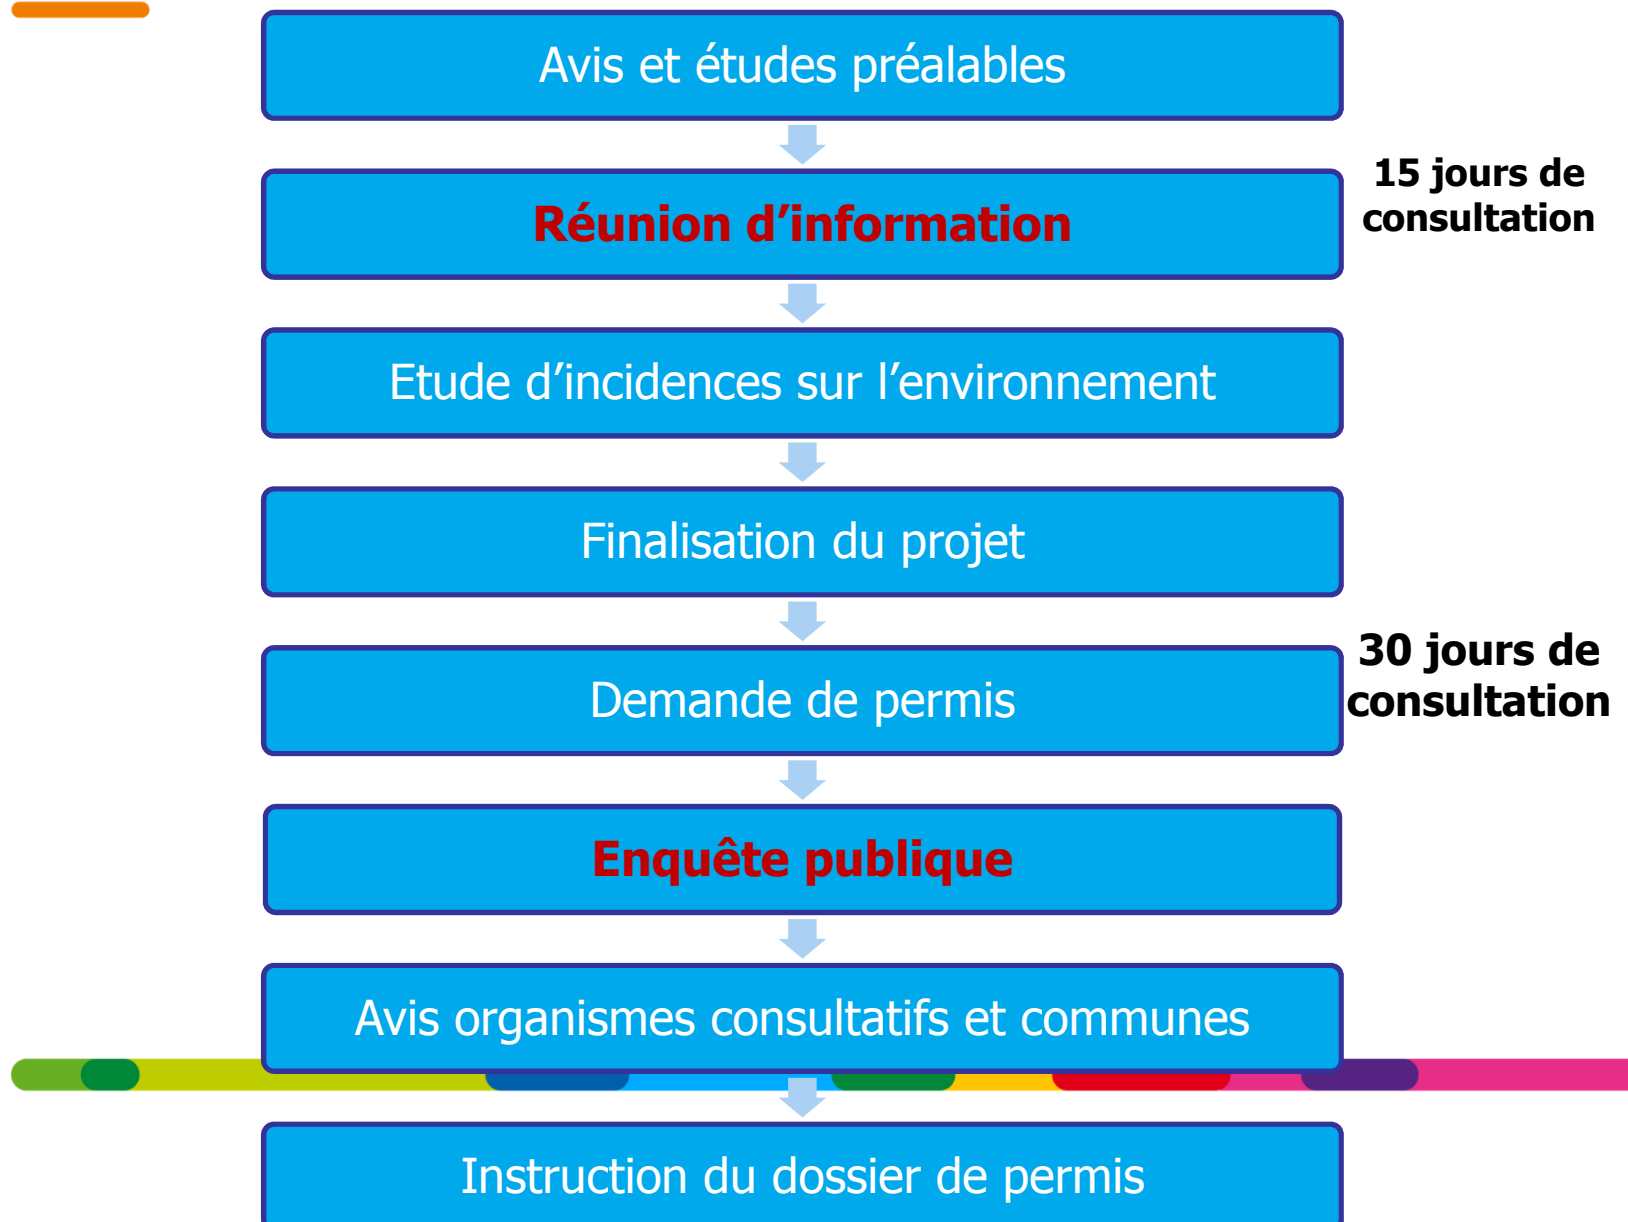 Avis et études préalables
Réunion d’information
15 jours de
consultation
Etude d’incidences sur l’environnement
Finalisation du projet
Demande de permis
30 jours de
consultation
Enquête publique
Avis organismes consultatifs et communes
Instruction du dossier de permis